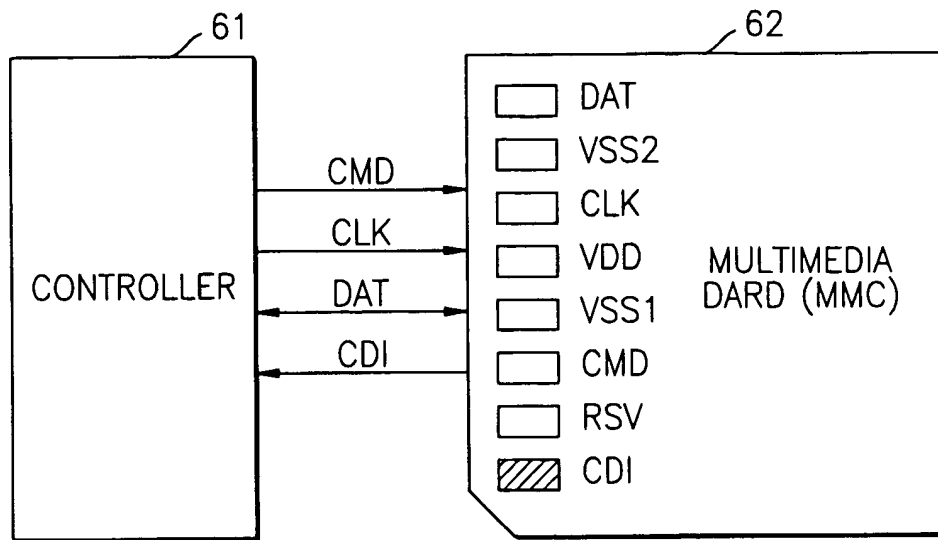 61
62
CONTROLLER
CMD
CLK
DAT
CDI
DAT
VSS2
CLK
VDD
VSS1
CMD
RSV
CDI
MULTIMEDIA
DARD (MMC)